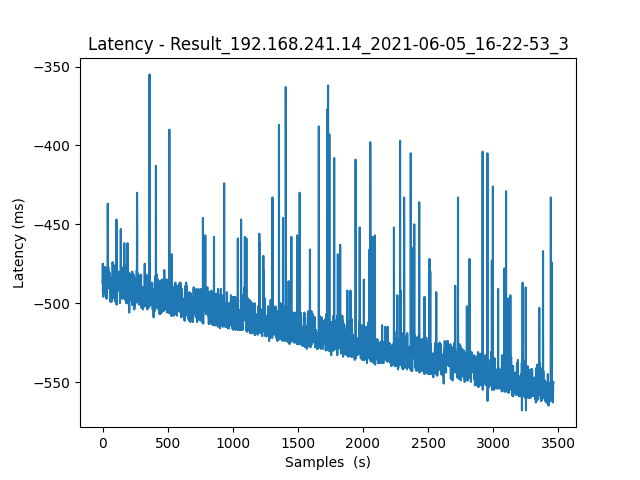 Latency - Result_192.168.241.14_2021-06-05_16-22-53_3
−350
−400
−450
−500
−550
Latency (ms)
0 500 1000 1500 2000 2500 3000 3500
Samples  (s)